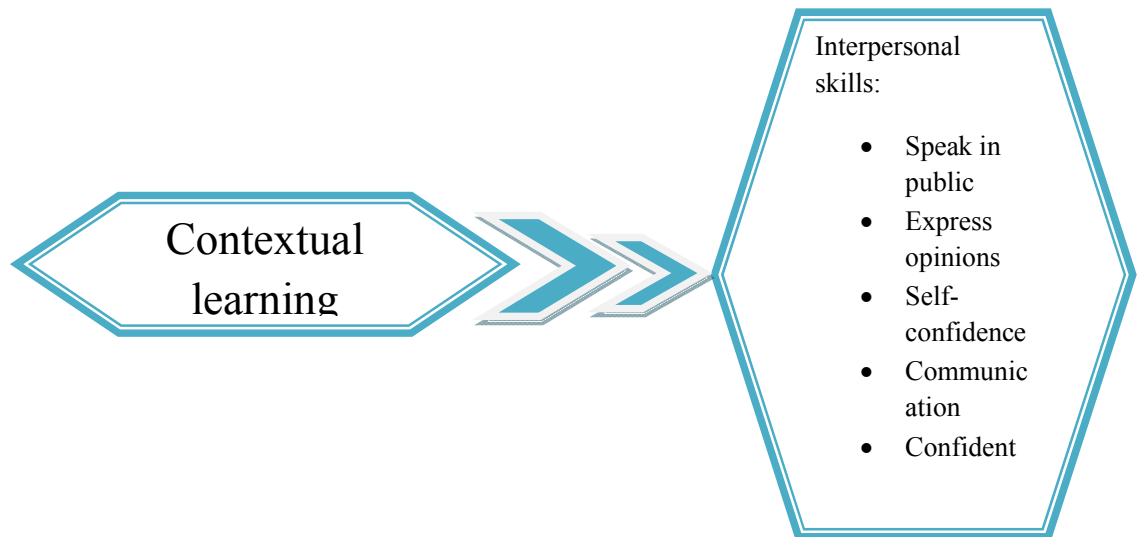 Contextual
learning
Interpersonal
skills:
• Speak in
public
• Express
opinions
• Self-
confidence
• Communic
ation
• Confident